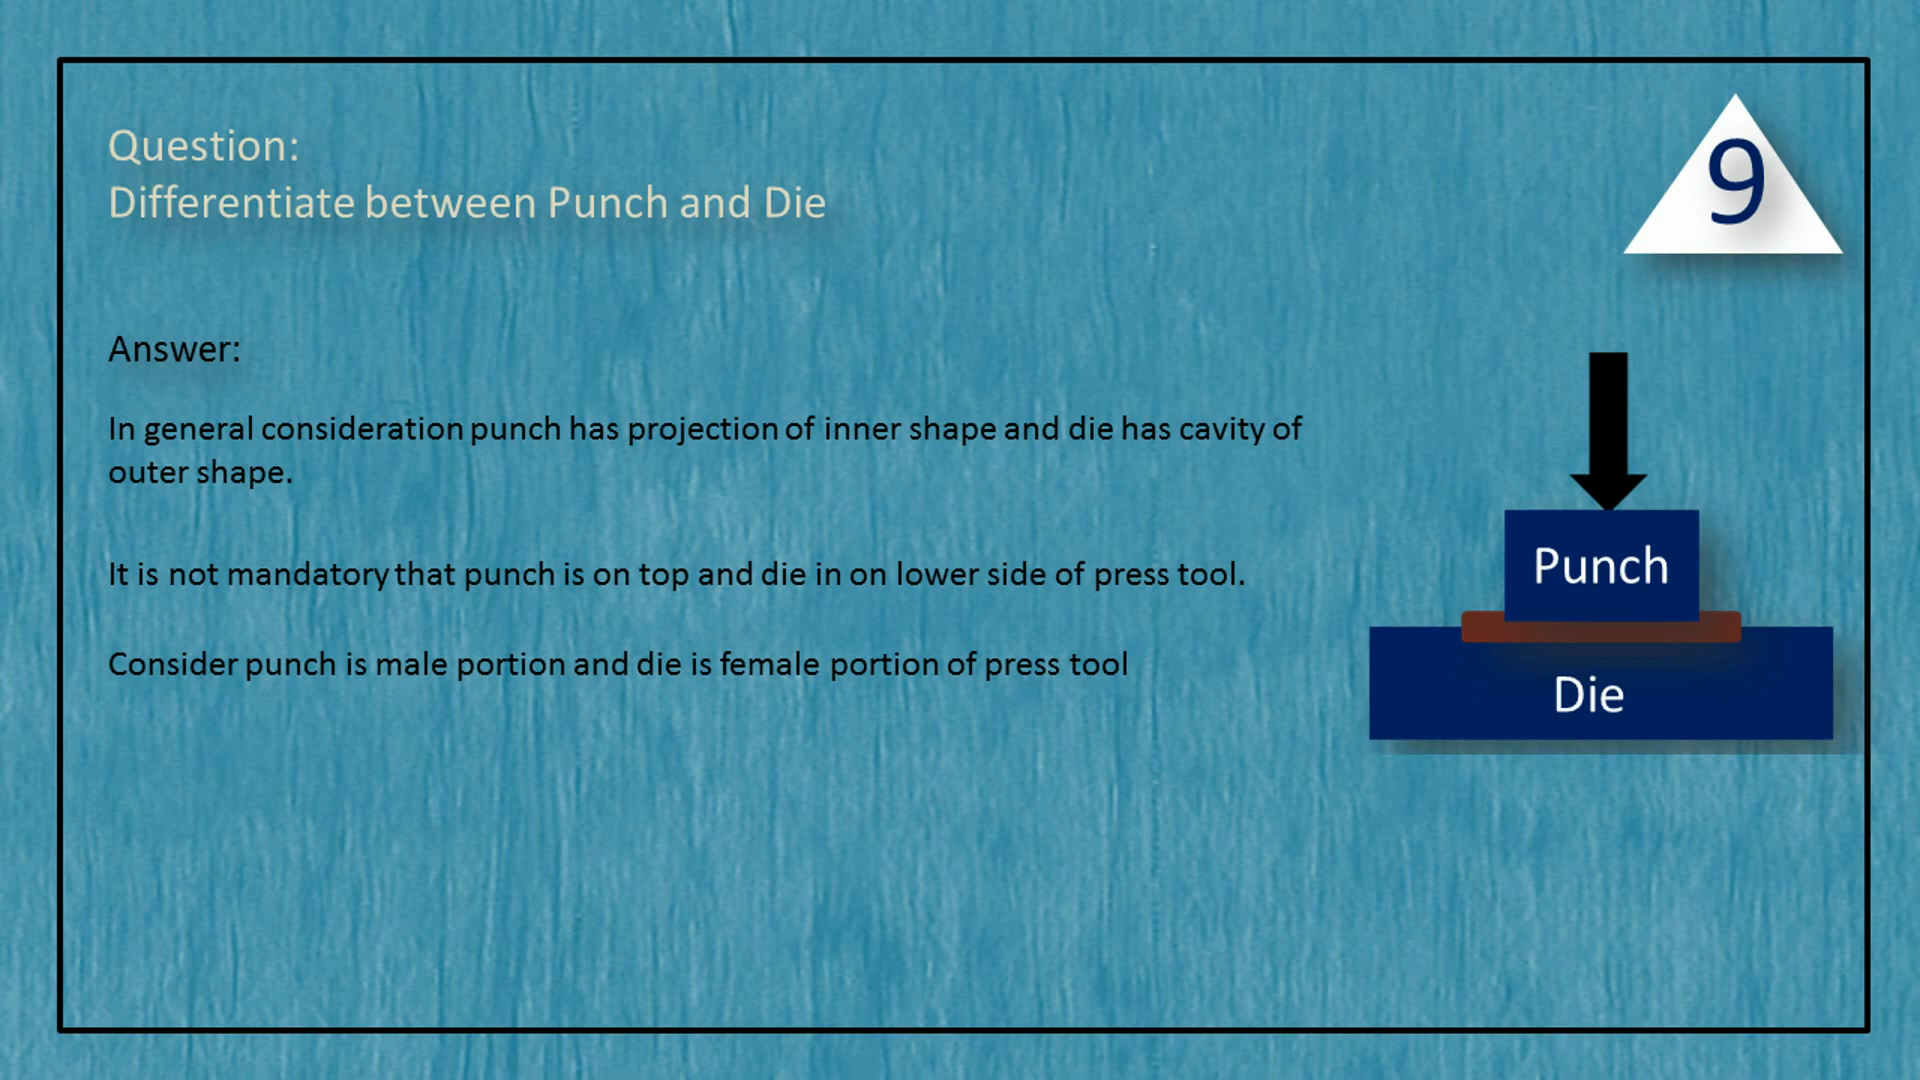 Question:
Differentiate between Punch and Die
9
Answer:
In general consideration punch has projection of inner shape and die has cavity of
outer shape.
It is not mandatory that punch is on top and die in on lower side of press tool.
Consider punch is male portion and die is female portion of press tool
Punch
Die